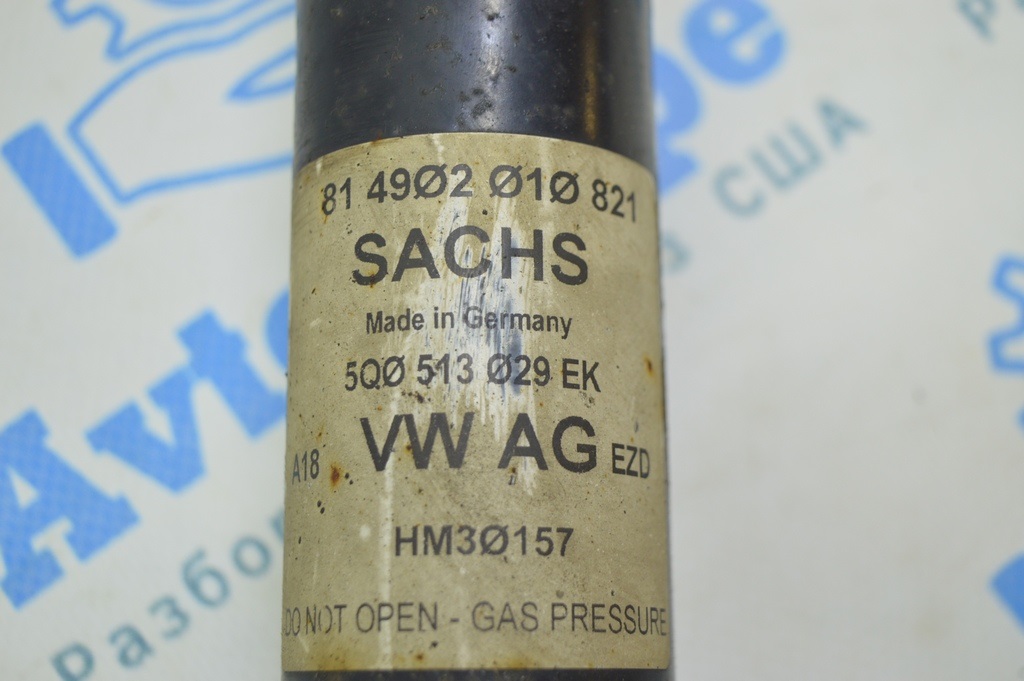 81 49Ø2 Ø1Ø 821
SACHS
Made in Germany
5QØ 513 Ø29 EK
VW AG
A18
EZD
HM3Ø157
DO NOT OPEN - GAS PRESSURE
Avto
Разбор
из США